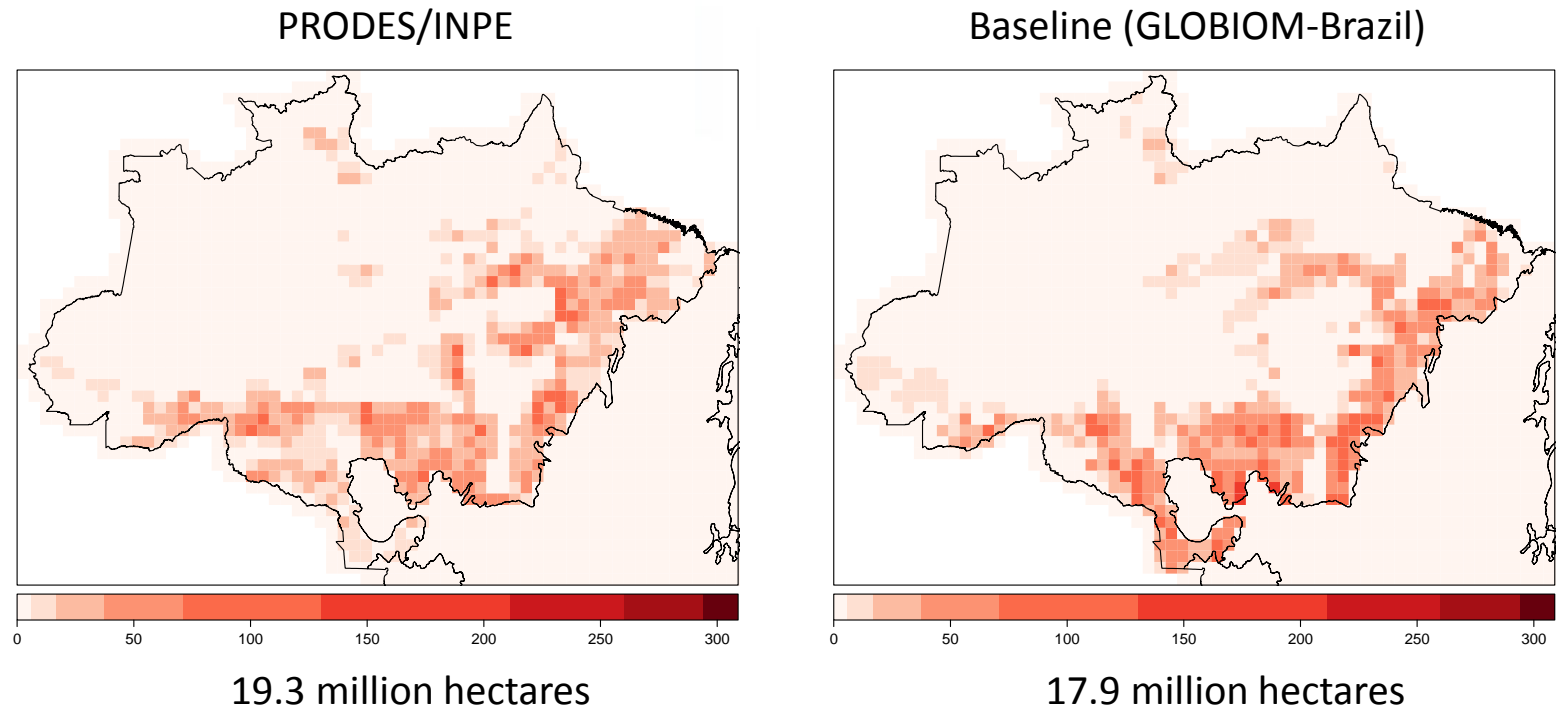 PRODES/INPE
Baseline (GLOBIOM-Brazil)
0 50 100 150 200 250 300
0 50 100 150 200 250 300
19.3 million hectares
17.9 million hectares